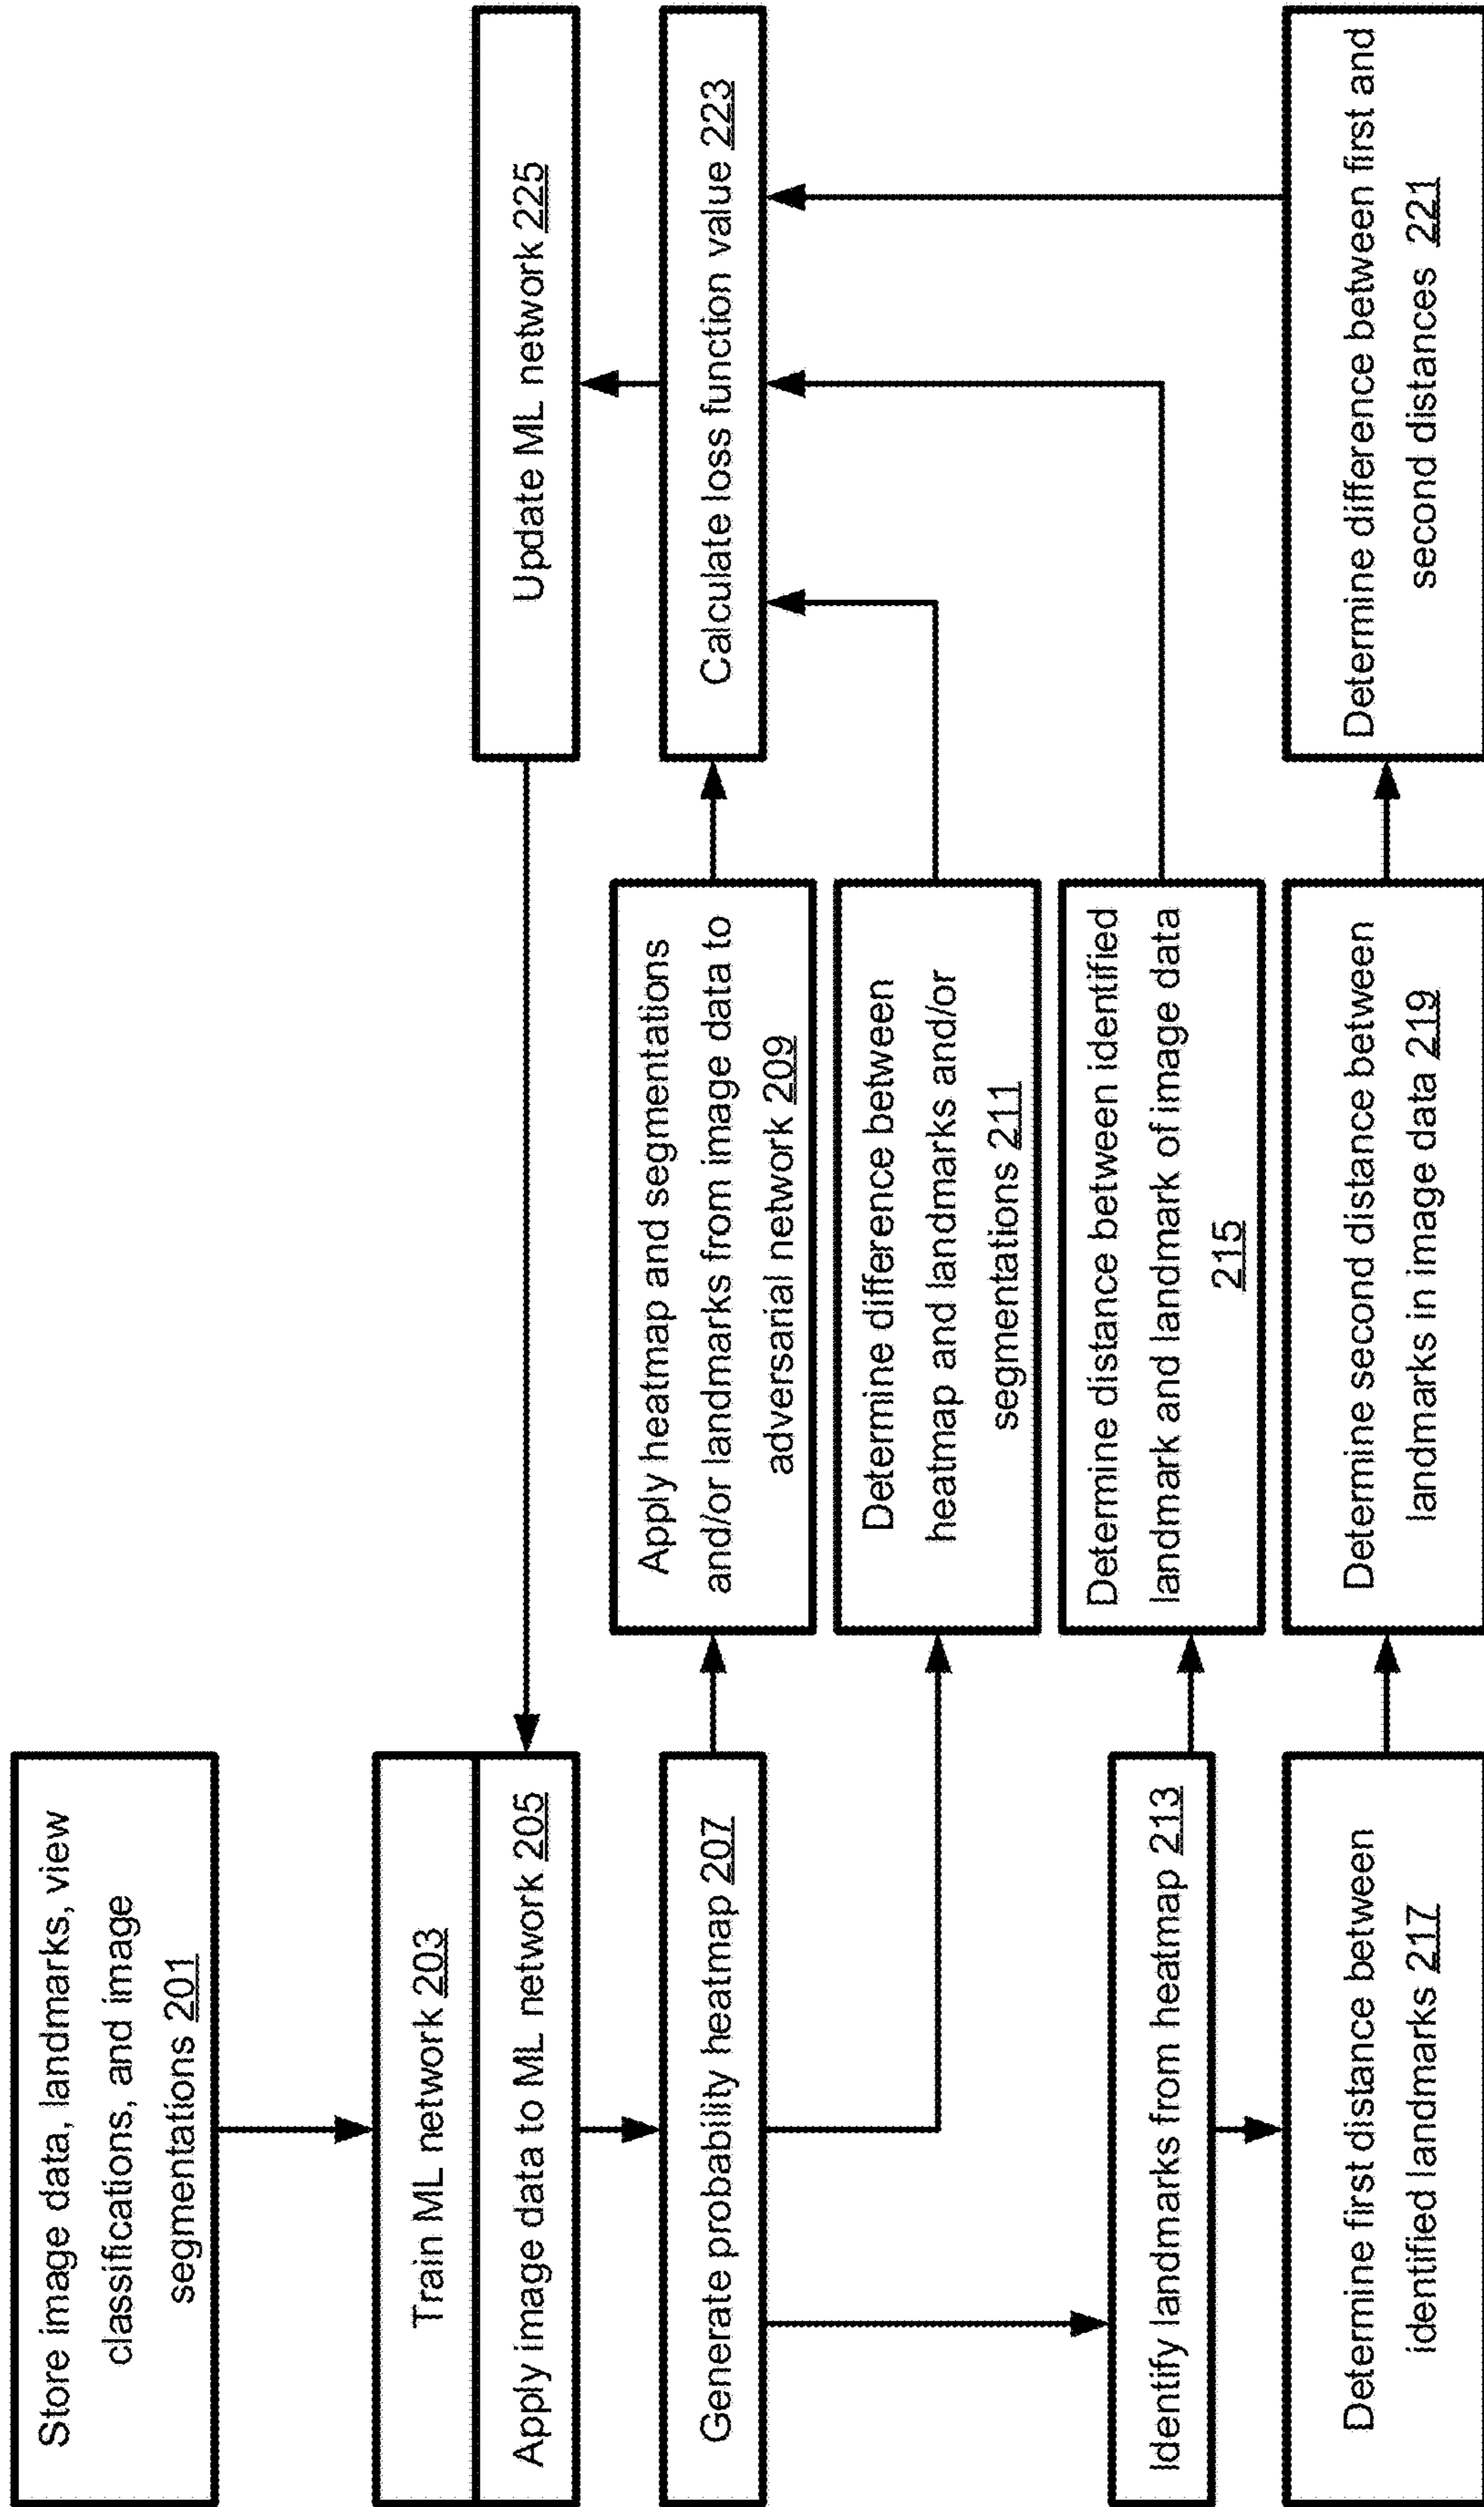 Store image data, landmarks, view
classifications, and image
segmentations 201
Train ML network 203
Apply image data to ML network 205
Generate probability heatmap 207
Apply heatmap and segmentations
and/or landmarks from image data to
adversarial network 209
Determine difference between
heatmap and landmarks and/or
segmentations 211
Identify landmarks from heatmap 213
Determine distance between identified
landmark and landmark of image data
215
Determine first distance between
identified landmarks 217
Determine second distance between
landmarks in image data 219
Determine difference between first and
second distances 221
Calculate loss function value 223
Update ML network 225